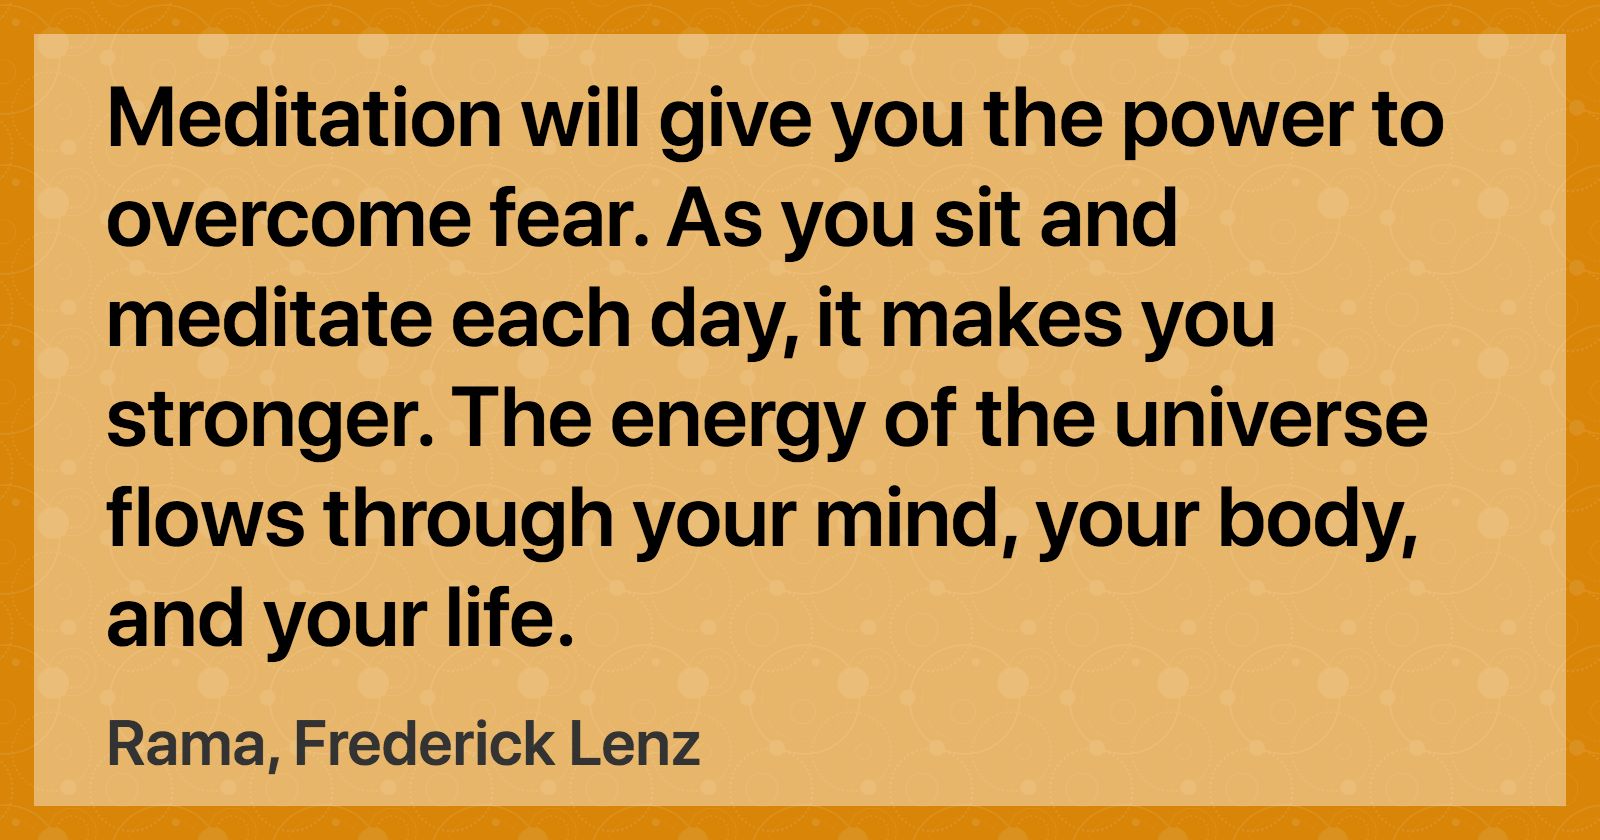 Meditation will give you the power to
overcome fear. As you sit and
meditate each day, it makes you
stronger. The energy of the universe
flows through your mind, your body,
and your life.
Rama, Frederick Lenz